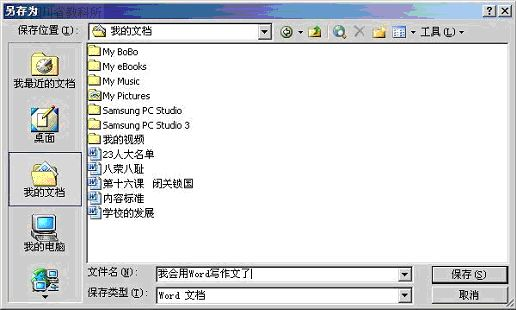 另存为
保存位置(I):
我的文档
工具(L)
我最近的文档
桌面
我的文档
我的电脑
My BoBo
My eBooks
My Music
My Pictures
Samsung PC Studio
Samsung PC Studio 3
我的视频
23人大名单
八荣八耻
第十六课 闭关锁国
内容标准
学校的发展
文件名(N):
我会用Word写作文了
保存(S)
保存类型(T):
Word 文档
取消